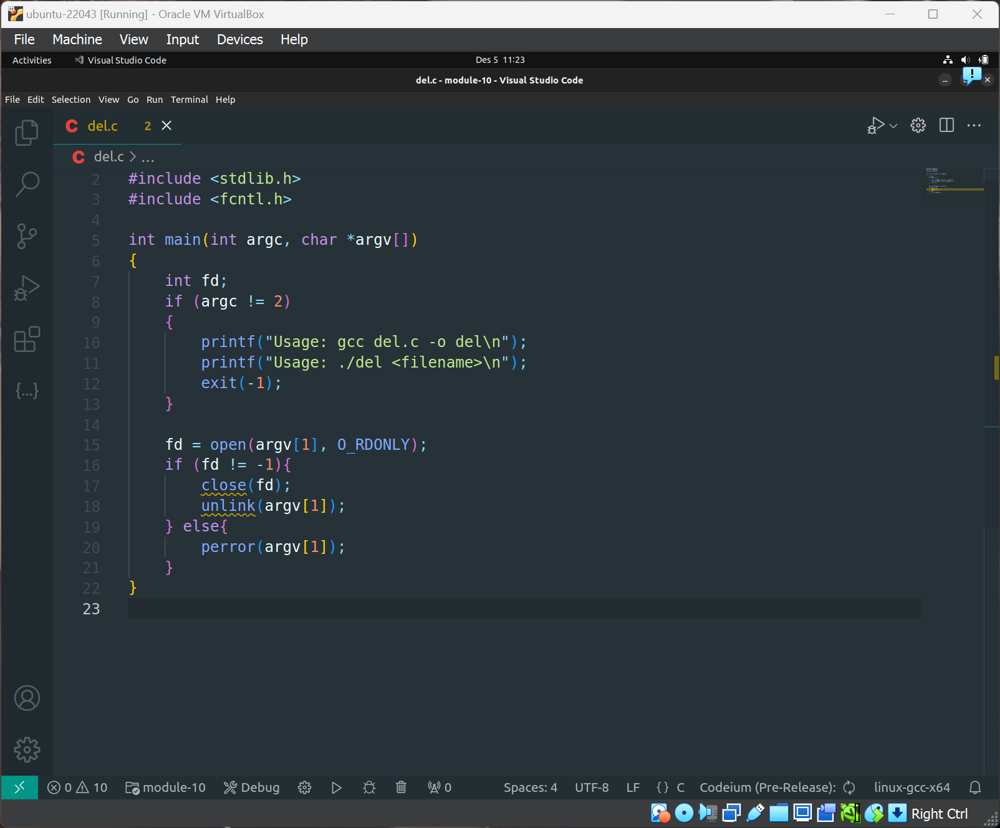 ubuntu-22043 [Running] - Oracle VM VirtualBox
File Machine View Input Devices Help
Activities Visual Studio Code Des 5 11:23
del.c - module-10 - Visual Studio Code
File Edit Selection View Go Run Terminal Help
C del.c 2
C del.c > ...
2 #include <stdlib.h>
3 #include <fcntl.h>
4
5 int main(int argc, char *argv[])
6 {
7 int fd;
8 if (argc != 2)
9 {
10 printf("Usage: gcc del.c -o del\n");
11 printf("Usage: ./del <filename>\n");
12 exit(-1);
13 }
14
15 fd = open(argv[1], O_RDONLY);
16 if (fd != -1){
17 close(fd);
18 unlink(argv[1]);
19 } else{
20 perror(argv[1]);
21 }
22 }
23
0 10 module-10 Debug 0 Spaces: 4 UTF-8 LF {} C Codeium (Pre-Release): linux-gcc-x64
Right Ctrl